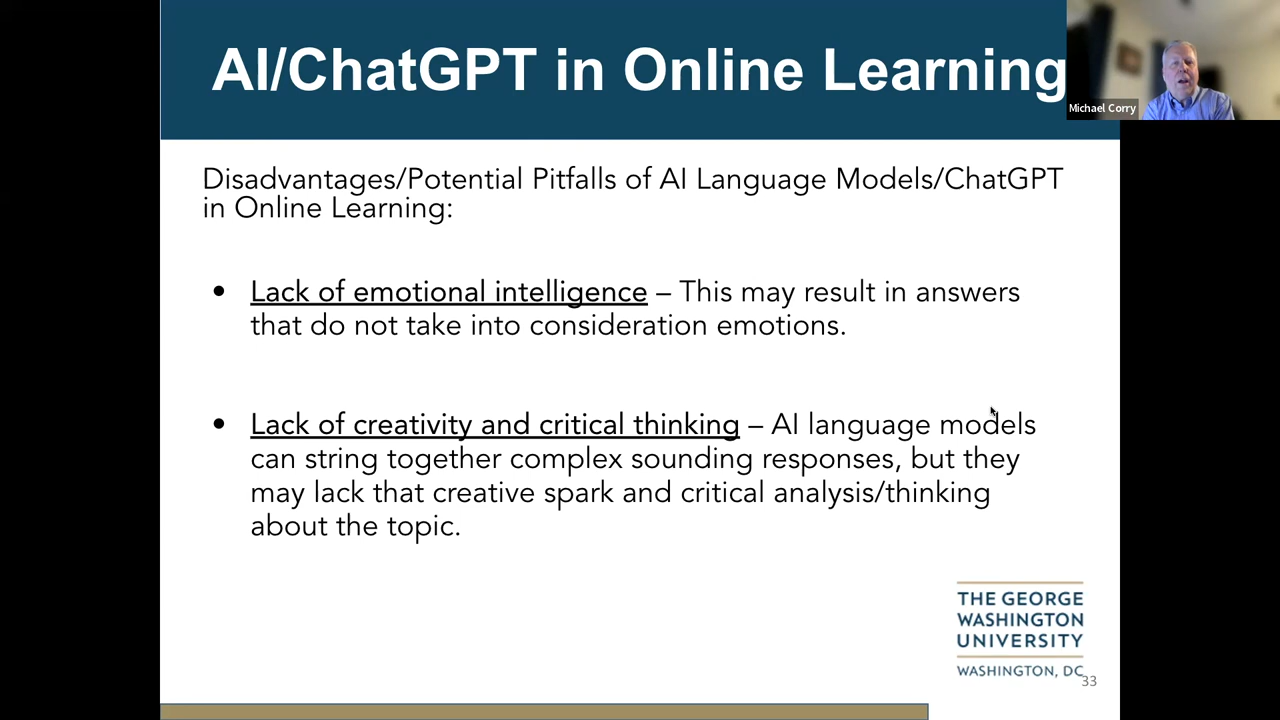 AI/ChatGPT in Online Learning
Michael Corry
Disadvantages/Potential Pitfalls of AI Language Models/ChatGPT
in Online Learning:
• Lack of emotional intelligence – This may result in answers
that do not take into consideration emotions.
• Lack of creativity and critical thinking – AI language models
can string together complex sounding responses, but they
may lack that creative spark and critical analysis/thinking
about the topic.
THE GEORGE
WASHINGTON
UNIVERSITY
WASHINGTON, DC
33